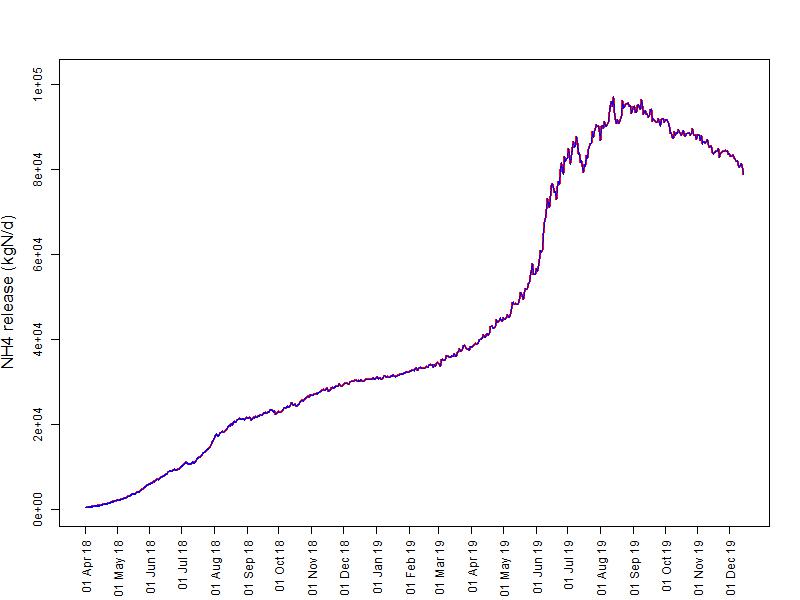 1e+05
8e+04
6e+04
4e+04
2e+04
0e+00
NH4 release (kgN/d)
01 Apr 18
01 May 18
01 Jun 18
01 Jul 18
01 Aug 18
01 Sep 18
01 Oct 18
01 Nov 18
01 Dec 18
01 Jan 19
01 Feb 19
01 Mar 19
01 Apr 19
01 May 19
01 Jun 19
01 Jul 19
01 Aug 19
01 Sep 19
01 Oct 19
01 Nov 19
01 Dec 19